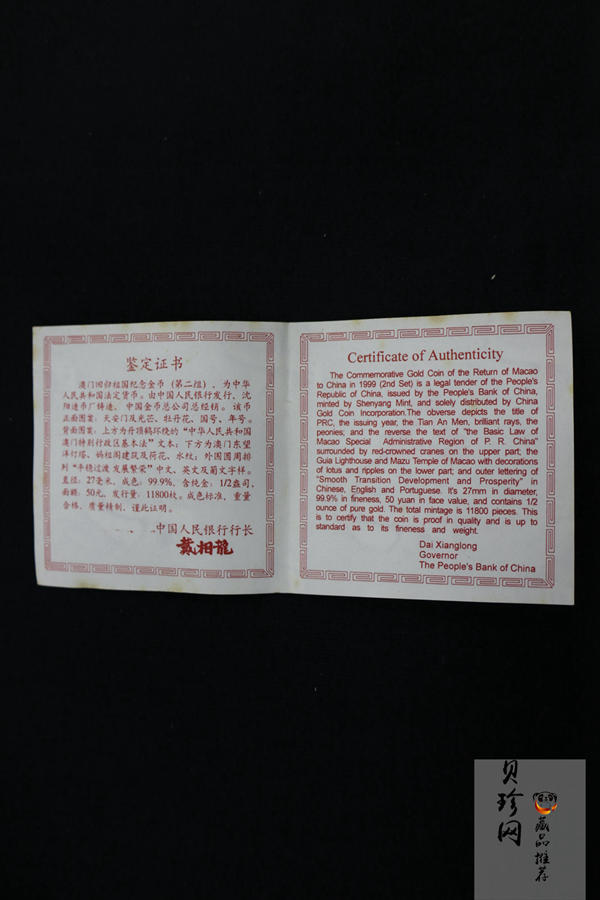 鉴定证书
澳门回归祖国纪念金币（第二组），为中华
人民共和国法定货币。由中国人民银行发行，沈
阳造币厂铸造，中国金币总公司总经销。该币
正面图案：天安门及光芒、牡丹花、国号、年号。
背面图案：上方为丹顶鹤环绕的“中华人民共和国
澳门特别行政区基本法”文本，下方为澳门东望
洋灯塔、妈祖阁建筑及荷花、水纹；外围圆周排
列“平稳过渡 发展繁荣”中文、英文及葡文字样。
直径：27毫米，成色：99.9%，含纯金：1/2盎司，
面额：50元，发行量：11800枚。成色标准，重量
合格，质量精制，谨此证明。
中国人民银行行长
戴相龍
Certificate of Authenticity
The Commemorative Gold Coin of the Return of Macao
to China in 1999 (2nd Set) is a legal tender of the People's
Republic of China, issued by the People's Bank of China,
minted by Shenyang Mint, and solely distributed by China
Gold Coin Incorporation.The obverse depicts the title of
PRC, the issuing year, the Tian An Men, brilliant rays, the
peories, and the reverse the text of "the Basic Law of
Macao Special Administrative Region of P. R. China"
surrounded by red-crowned cranes on the upper part; the
Guia Lighthouse and Mazu Temple of Macao with decorations
of lotus and ripples on the lower part; and outer lettering of
"Smooth Transition Development and Prosperity" in
Chinese, English and Portuguese. It's 27mm in diameter,
99.9% in fineness, 50 yuan in face value, and contains 1/2
ounce of pure gold. The total mintage is 11800 pieces. This
is to certify that the coin is proof in quality and is up to
standard as to its fineness and weight.
Dai Xianglong
Governor
The People's Bank of China
贝珍网
藏品推荐